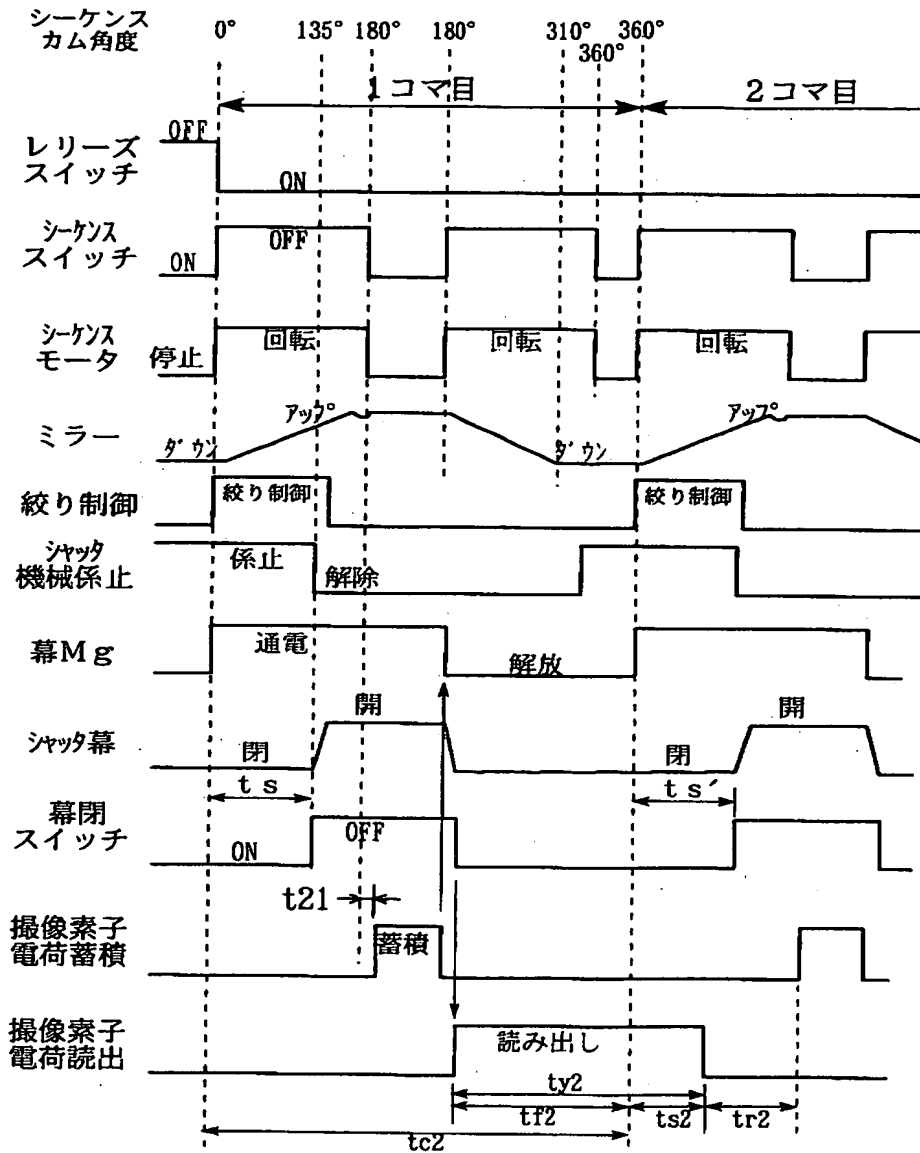 シーケンス
カム角度
0° 135° 180° 180° 310° 360° 360°
1コマ目 2コマ目
レリーズ
スイッチ
OFF
ON
シーケンス
スイッチ
ON
OFF
シーケンス
モータ
停止
回転 回転 回転
ミラー
ダウン
アップ
ダウン
アップ
絞り制御
絞り制御 絞り制御
シャッタ
機械係止
係止
解除
幕Mg
通電
解放
シャッタ幕
閉
開
閉
開
ts
ts′
幕閉
スイッチ
ON
OFF
t21
撮像素子
電荷蓄積
蓄積
撮像素子
電荷読出
読み出し
ty2
tf2 ts2 tr2
tc2